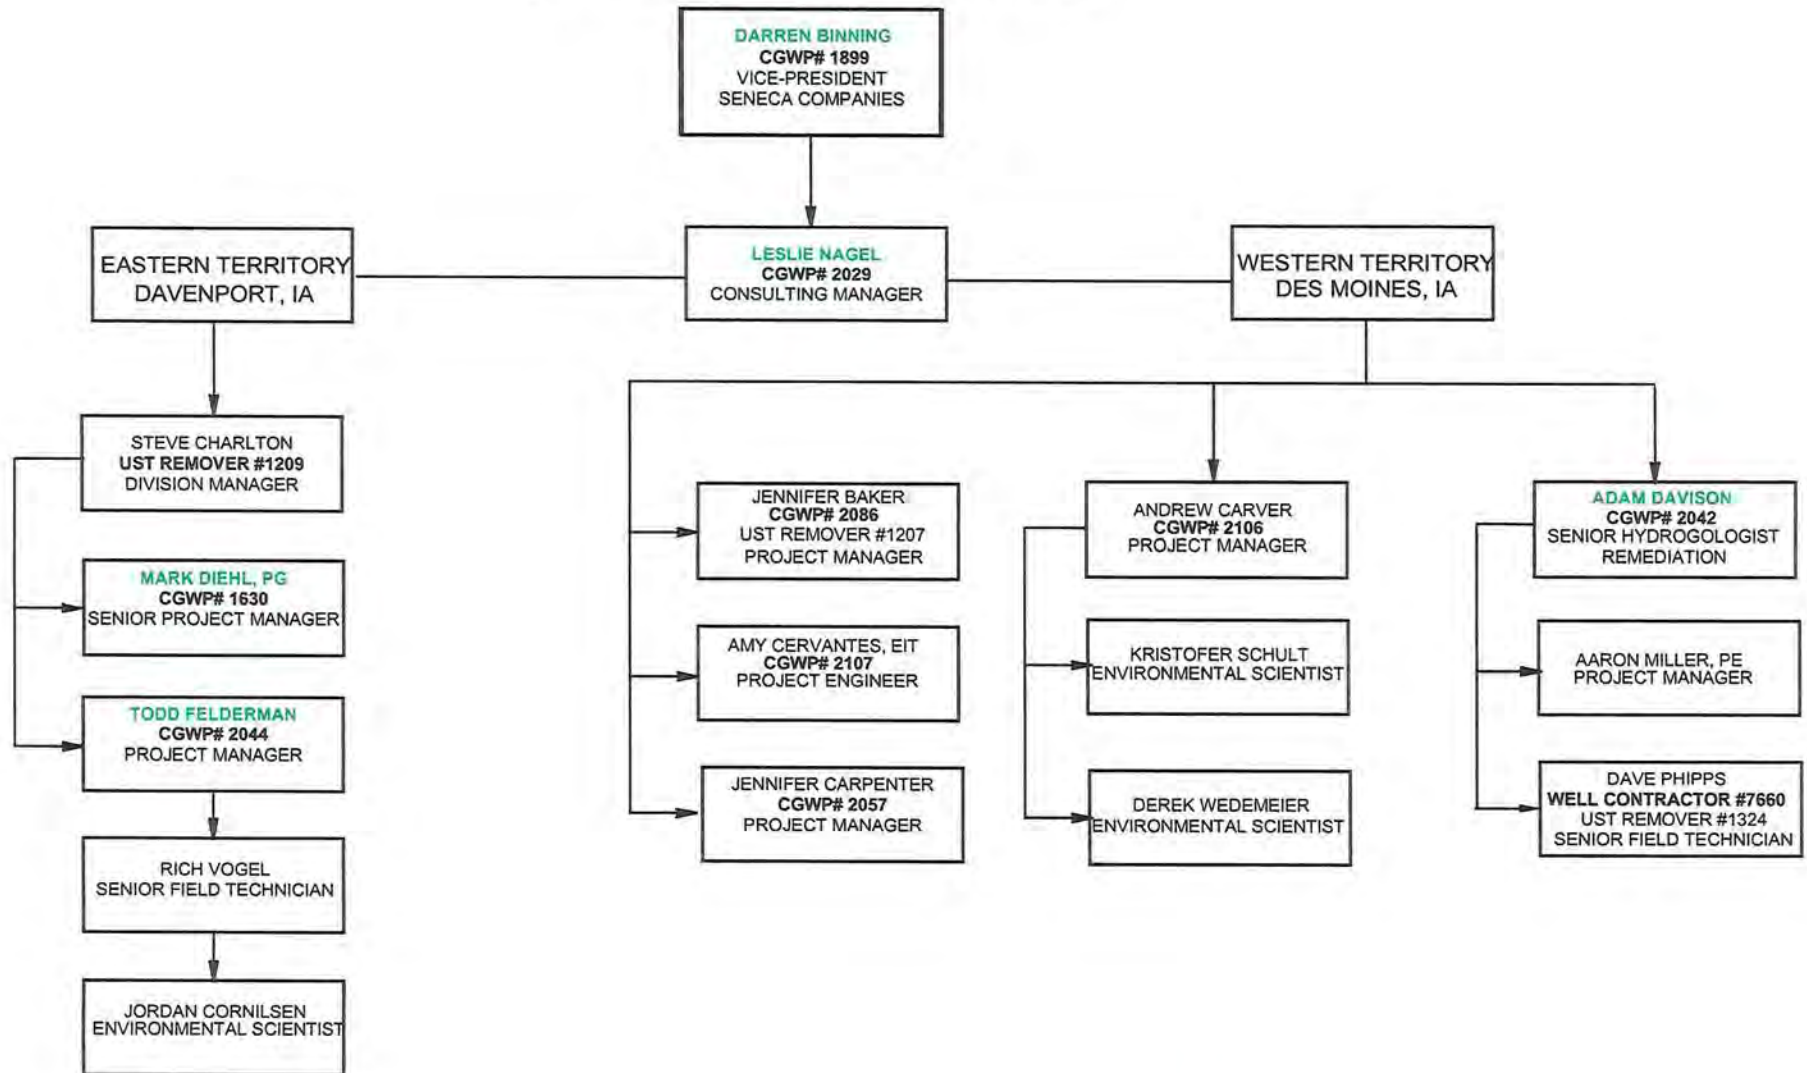 DARREN BINNING
CGWP# 1899
VICE-PRESIDENT
SENECA COMPANIES
EASTERN TERRITORY
DAVENPORT, IA
LESLIE NAGEL
CGWP# 2029
CONSULTING MANAGER
WESTERN TERRITORY
DES MOINES, IA
STEVE CHARLTON
UST REMOVER #1209
DIVISION MANAGER
MARK DIEHL, PG
CGWP# 1630
SENIOR PROJECT MANAGER
TODD FELDERMAN
CGWP# 2044
PROJECT MANAGER
RICH VOGEL
SENIOR FIELD TECHNICIAN
JORDAN CORNILSEN
ENVIRONMENTAL SCIENTIST
JENNIFER BAKER
CGWP# 2086
UST REMOVER #1207
PROJECT MANAGER
AMY CERVANTES, EIT
CGWP# 2107
PROJECT ENGINEER
JENNIFER CARPENTER
CGWP# 2057
PROJECT MANAGER
ANDREW CARVER
CGWP# 2106
PROJECT MANAGER
KRISTOFER SCHULT
ENVIRONMENTAL SCIENTIST
DEREK WEDEMEIER
ENVIRONMENTAL SCIENTIST
ADAM DAVISON
CGWP# 2042
SENIOR HYDROGOLOGIST
REMEDIATION
AARON MILLER, PE
PROJECT MANAGER
DAVE PHIPPS
WELL CONTRACTOR #7660
UST REMOVER #1324
SENIOR FIELD TECHNICIAN